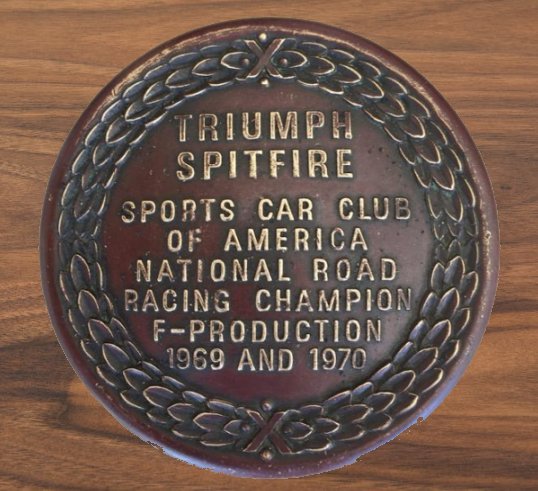 TRIUMPH
SPITFIRE
SPORTS CAR CLUB
OF AMERICA
NATIONAL ROAD
RACING CHAMPION
F-PRODUCTION
1969 AND 1970